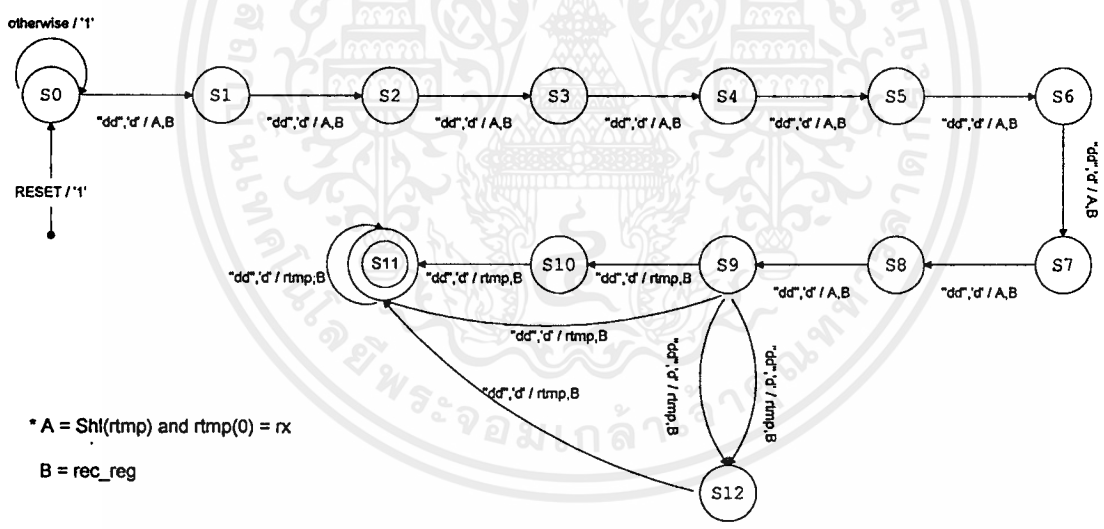 otherwise / '1'
S0
S1
S2
S3
S4
S5
S6
"dd",'d' / A,B
"dd",'d' / A,B
"dd",'d' / A,B
"dd",'d' / A,B
"dd",'d' / A,B
"dd",'d' / A,B
"dd",'d' / A,B
RESET / '1'
S11
S10
S9
S8
S7
"dd",'d' / rtmp,B
"dd",'d' / rtmp,B
"dd",'d' / rtmp,B
"dd",'d' / A,B
"dd",'d' / A,B
"dd",'d' / rtmp,B
"dd",'d' / rtmp,B
"dd",'d' / rtmp,B
"dd",'d' / rtmp,B
* A = Shl(rtmp) and rtmp(0) = rx
B = rec_reg
S12